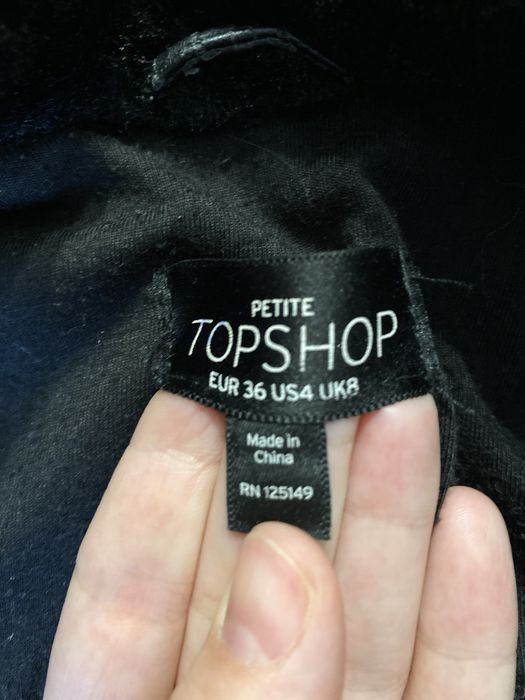 PETITE
TOPSHOP
EUR 36 US4 UK8
Made in
China
RN 125149